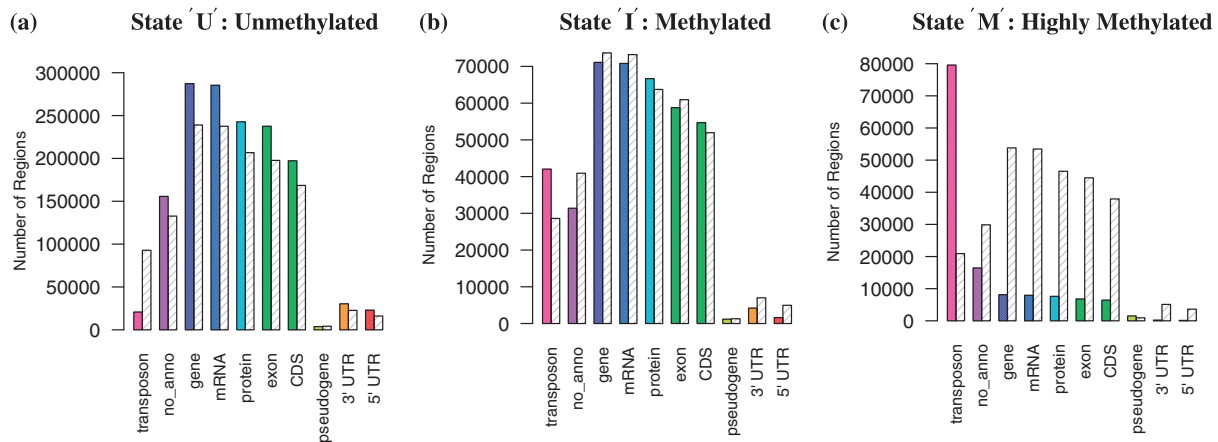 (a) State ´U´: Unmethylated
Number of Regions
300000
250000
200000
150000
100000
50000
0
transposon
no_anno
gene
mRNA
protein
exon
CDS
pseudogene
3' UTR
5' UTR
(b) State ´I´: Methylated
Number of Regions
70000
60000
50000
40000
30000
20000
10000
0
transposon
no_anno
gene
mRNA
protein
exon
CDS
pseudogene
3' UTR
5' UTR
(c) State ´M´: Highly Methylated
Number of Regions
80000
70000
60000
50000
40000
30000
20000
10000
0
transposon
no_anno
gene
mRNA
protein
exon
CDS
pseudogene
3' UTR
5' UTR